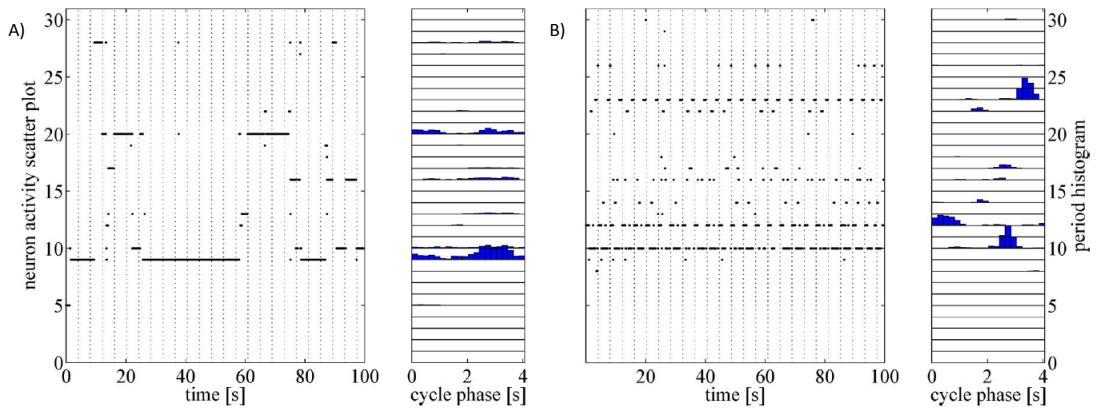 A)
neuron activity scatter plot
30
25
20
15
10
5
0
0 20 40 60 80 100
time [s]
0 2 4
cycle phase [s]
B)
0 20 40 60 80 100
time [s]
0 2 4
cycle phase [s]
30
25
20
15
10
5
0
period histogram